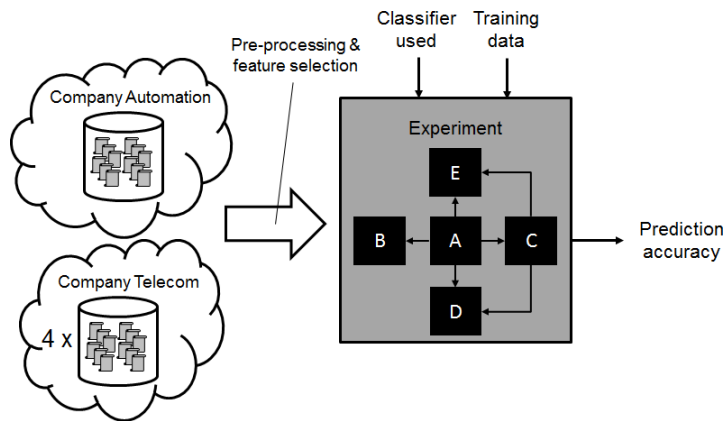 Classifier
used
Training
data
Pre-processing &
feature selection
Company Automation
Experiment
E
B
A
C
D
Prediction
accuracy
Company Telecom
4 x